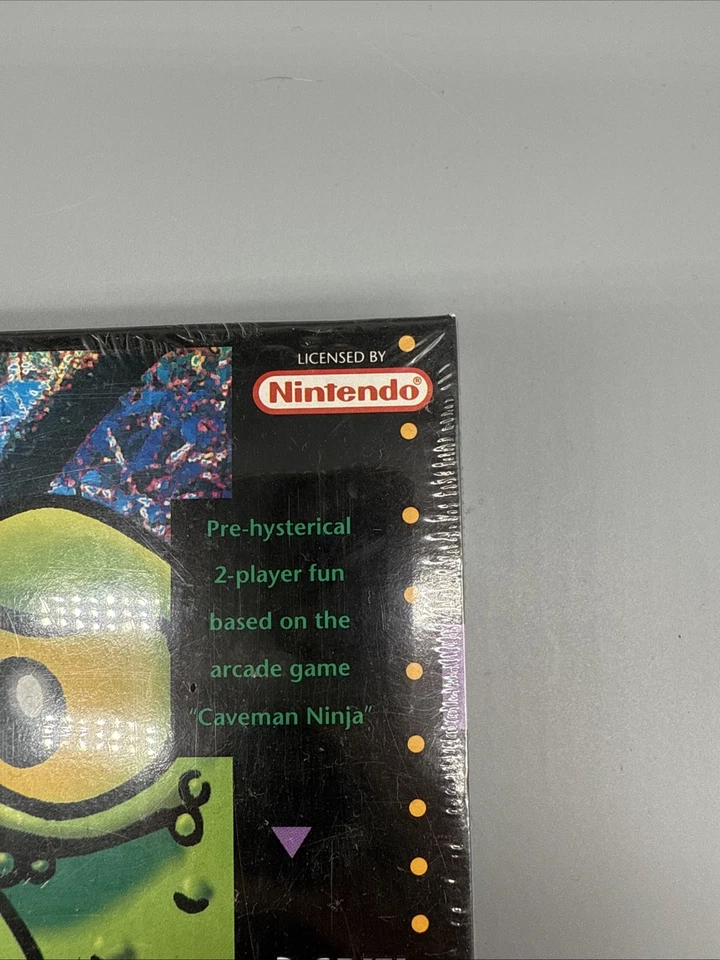 LICENSED BY
Nintendo®
Pre-hysterical
2-player fun
based on the
arcade game
"Caveman Ninja"